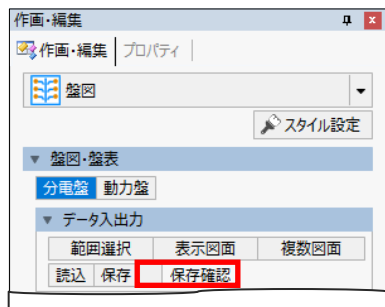 作画・編集
作画・編集 プロパティ
盤図
スタイル設定
盤図・盤表
分電盤 動力盤
データ入出力
範囲選択 表示図面 複数図面
読込 保存 保存確認